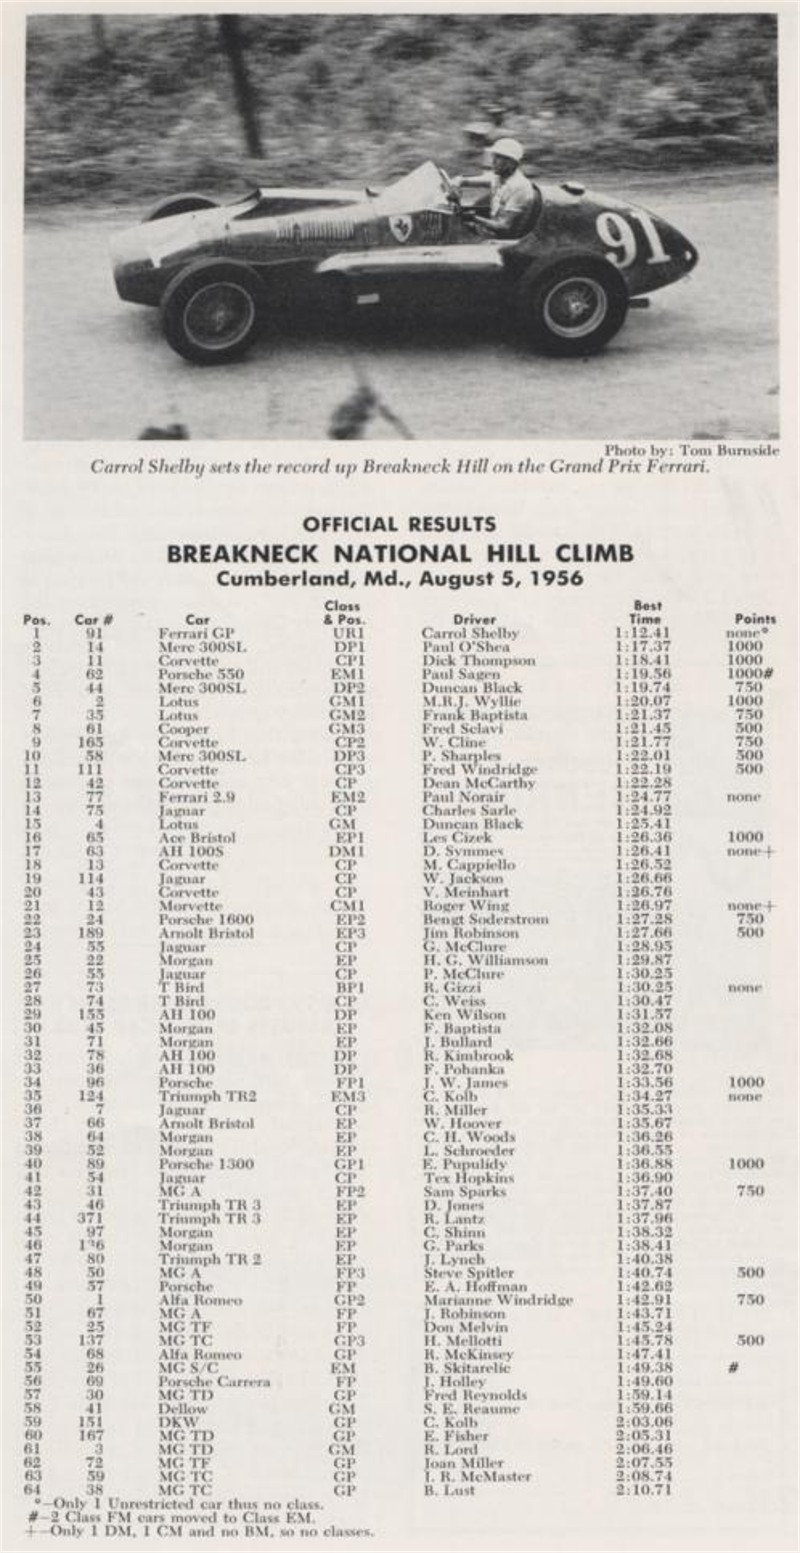 91
Photo by: Tom Burnside
Carrol Shelby sets the record up Breakneck Hill on the Grand Prix Ferrari.
OFFICIAL RESULTS
BREAKNECK NATIONAL HILL CLIMB
Cumberland, Md., August 5, 1956
Pos. Car # Car Class & Pos. Driver Best Time Points
1 91 Ferrari GP UR1 Carrol Shelby 1:12.41 none*
2 14 Merc 300SL DP1 Paul O'Shea 1:17.37 1000
3 11 Corvette CP1 Dick Thompson 1:18.41 1000
4 62 Porsche 550 EM1 Paul Sagen 1:19.56 1000#
5 44 Merc 300SL DP2 Duncan Black 1:19.74 750
6 2 Lotus GM1 M.R.J. Wyllie 1:20.07 1000
7 35 Lotus GM2 Frank Baptista 1:21.37 750
8 61 Cooper GM3 Fred Sclavi 1:21.45 500
9 165 Corvette CP2 W. Cline 1:21.77 750
10 58 Merc 300SL DP3 P. Sharples 1:22.01 500
11 111 Corvette CP3 Fred Windridge 1:22.19 500
12 42 Corvette CP Dean McCarthy 1:22.28
13 77 Ferrari 2.9 EM2 Paul Norair 1:24.77 none
14 75 Jaguar CP Charles Sarle 1:24.92
15 4 Lotus GM Duncan Black 1:25.41
16 65 Ace Bristol EP1 Les Cizek 1:26.36 1000
17 63 AH 100S DM1 D. Symmes 1:26.41 none+
18 13 Corvette CP M. Cappiello 1:26.52
19 114 Jaguar CP W. Jackson 1:26.66
20 43 Corvette CP V. Meinhart 1:26.76
21 12 Morvette CM1 Roger Wing 1:26.97 none+
22 24 Porsche 1600 EP2 Bengt Soderstrom 1:27.28 750
23 189 Arnolt Bristol EP3 Jim Robinson 1:27.66 500
24 55 Jaguar CP G. McClure 1:28.95
25 22 Morgan EP H. G. Williamson 1:29.87
26 55 Jaguar CP P. McClure 1:30.25
27 73 T Bird BP1 R. Gizzi 1:30.25 none
28 74 T Bird CP C. Weiss 1:30.47
29 155 AH 100 DP Ken Wilson 1:31.57
30 45 Morgan EP F. Baptista 1:32.08
31 71 Morgan EP J. Bullard 1:32.66
32 78 AH 100 DP R. Kimbrook 1:32.68
33 36 AH 100 DP F. Pohanka 1:32.70
34 96 Porsche FP1 J. W. James 1:33.56 1000
35 124 Triumph TR2 EM3 C. Kolb 1:34.27 none
36 7 Jaguar CP R. Miller 1:35.33
37 66 Arnolt Bristol EP W. Hoover 1:35.67
38 64 Morgan EP C. H. Woods 1:36.26
39 52 Morgan EP L. Schroeder 1:36.55
40 89 Porsche 1300 GP1 E. Pupulidy 1:36.88 1000
41 54 Jaguar CP Tex Hopkins 1:36.90
42 31 MG A FP2 Sam Sparks 1:37.40 750
43 46 Triumph TR 3 EP D. Jones 1:37.87
44 371 Triumph TR 3 EP R. Lantz 1:37.96
45 97 Morgan EP C. Shinn 1:38.32
46 Morgan EP G. Parks 1:38.41
47 80 Triumph TR 2 EP J. Lynch 1:40.38
48 50 MG A FP3 Steve Spitler 1:40.74 500
49 57 Porsche FP E. A. Hoffman 1:42.62
50 1 Alfa Romeo GP2 Marianne Windridge 1:42.91 750
51 67 MG A FP J. Robinson 1:43.71
52 25 MG TF FP Don Melvin 1:45.24
53 137 MG TC GP3 H. Mellotti 1:45.78 500
54 68 Alfa Romeo GP R. McKinsey 1:47.41
55 26 MG S/C EM B. Skitarelic 1:49.38 #
56 69 Porsche Carrera FP J. Holley 1:49.60
57 30 MG TD GP Fred Reynolds 1:59.14
58 41 Dellow GM S. E. Reaume 1:59.66
59 151 DKW GP C. Kolb 2:03.06
60 167 MG TD GP E. Fisher 2:05.31
61 3 MG TD GM R. Lord 2:06.46
62 72 MG TF GP Joan Miller 2:07.55
63 59 MG TC GP J. R. McMaster 2:08.74
64 38 MG TC GP B. Lust 2:10.71
*—Only 1 Unrestricted car thus no class.
#—2 Class FM cars moved to Class EM.
+—Only 1 DM, 1 CM and no BM, so no classes.